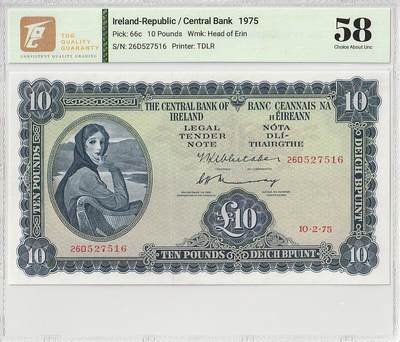 TQG
TQG
QUALITY
GUARANTY
CONSISTENT QUALITY GRADING
Ireland-Republic / Central Bank 1975
Pick: 66c 10 Pounds Wmk: Head of Erin
S/N: 26D527516 Printer: TDLR
58
Choice About Unc
10
THE CENTRAL BANK OF
IRELAND
BANC CEANNAIS NA
hÉIREANN
10
LEGAL
TENDER
NOTE
NÓTA
DLÍ-
THAIRGTHE
26D527516
TEN POUNDS
DEICH BPUINT
£10
10·2·75
26D527516
10
TEN POUNDS
DEICH BPUINT
10